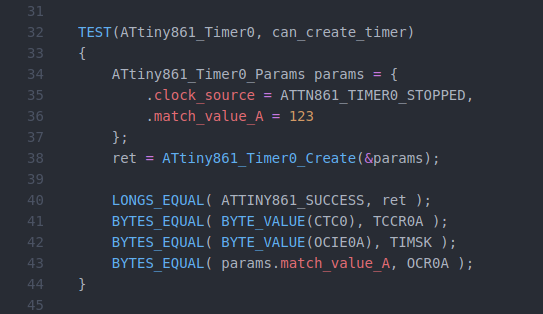 31
32 TEST(ATtiny861_Timer0, can_create_timer)
33 {
34 ATtiny861_Timer0_Params params = {
35 .clock_source = ATTN861_TIMER0_STOPPED,
36 .match_value_A = 123
37 };
38 ret = ATtiny861_Timer0_Create(&params);
39
40 LONGS_EQUAL( ATTINY861_SUCCESS, ret );
41 BYTES_EQUAL( BYTE_VALUE(CTC0), TCCR0A );
42 BYTES_EQUAL( BYTE_VALUE(OCIE0A), TIMSK );
43 BYTES_EQUAL( params.match_value_A, OCR0A );
44 }
45